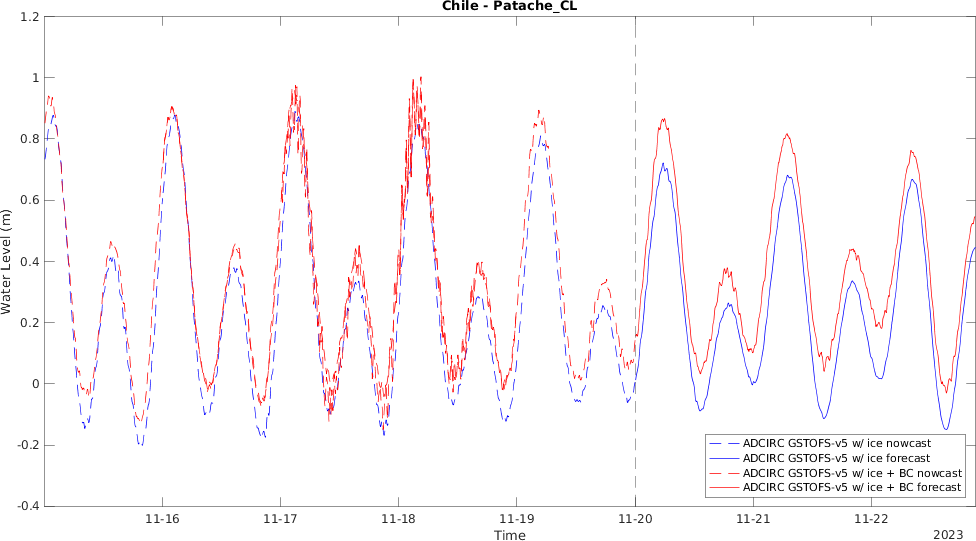 Chile - Patache_CL
1.2
1
0.8
0.6
0.4
0.2
0
-0.2
-0.4
Water Level (m)
11-16
11-17
11-18
11-19
11-20
11-21
11-22
Time
2023
ADCIRC GSTOFS-v5 w/ ice nowcast
ADCIRC GSTOFS-v5 w/ ice forecast
ADCIRC GSTOFS-v5 w/ ice + BC nowcast
ADCIRC GSTOFS-v5 w/ ice + BC forecast